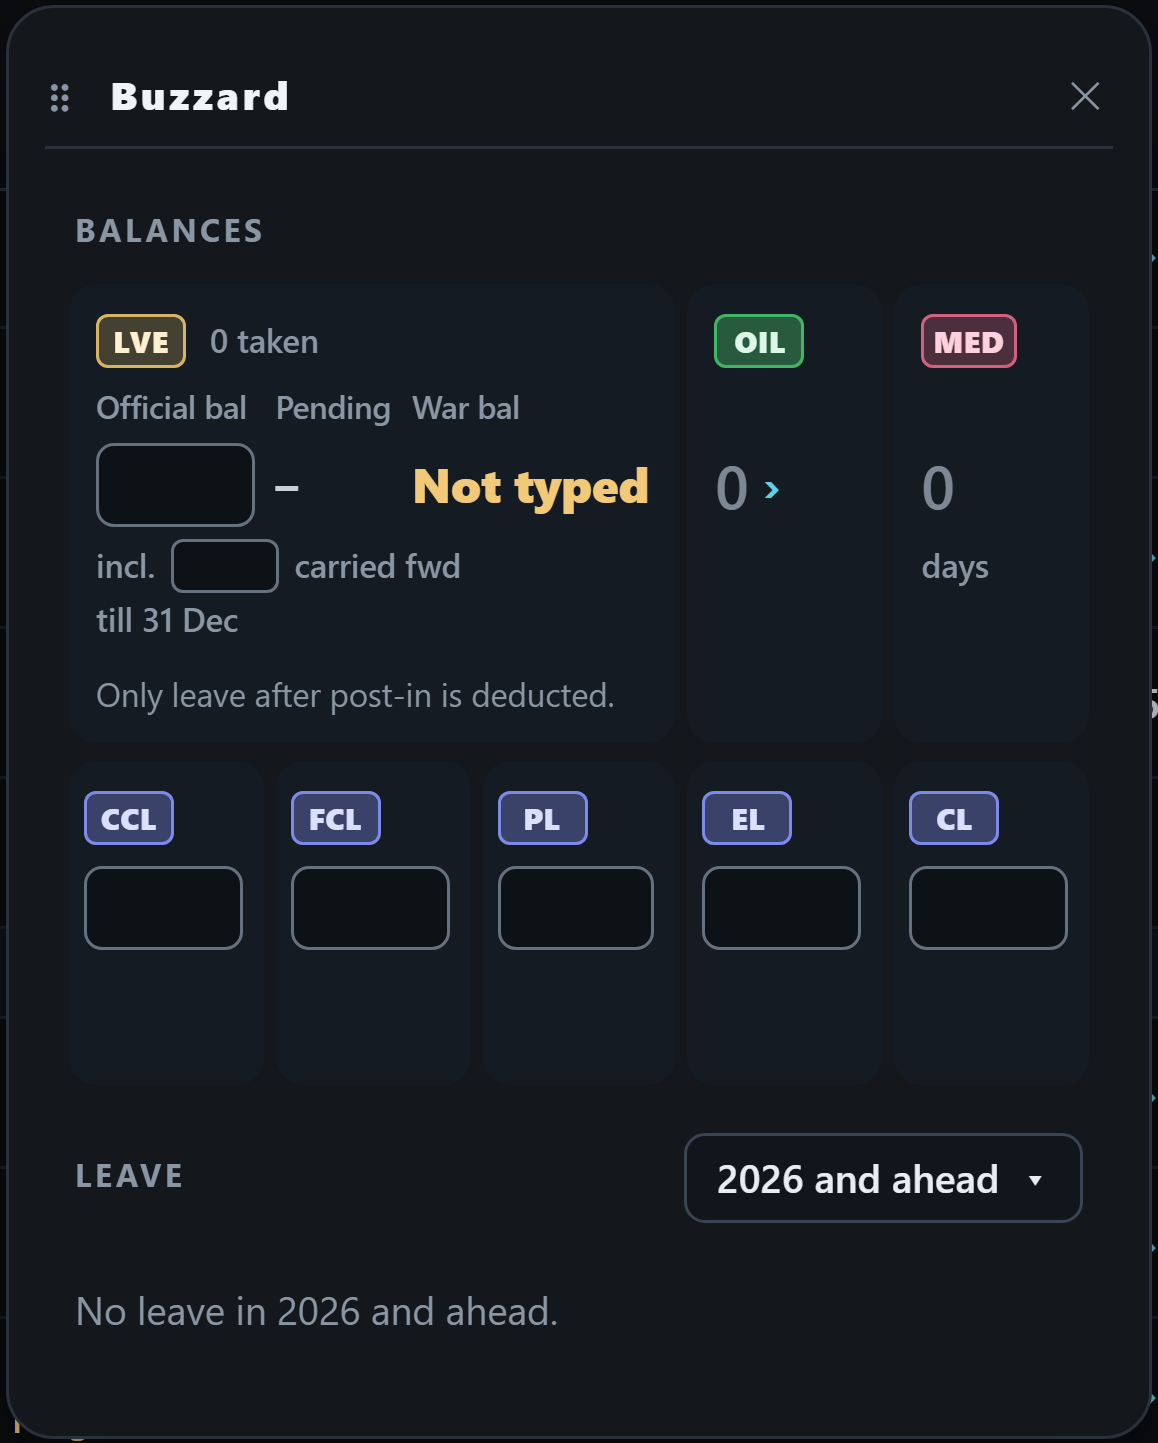 Buzzard
BALANCES
LVE 0 taken
Official bal Pending War bal
– Not typed
incl. carried fwd
till 31 Dec
Only leave after post-in is deducted.
OIL
0 ›
MED
0
days
CCL FCL PL EL CL
LEAVE 2026 and ahead ▾
No leave in 2026 and ahead.